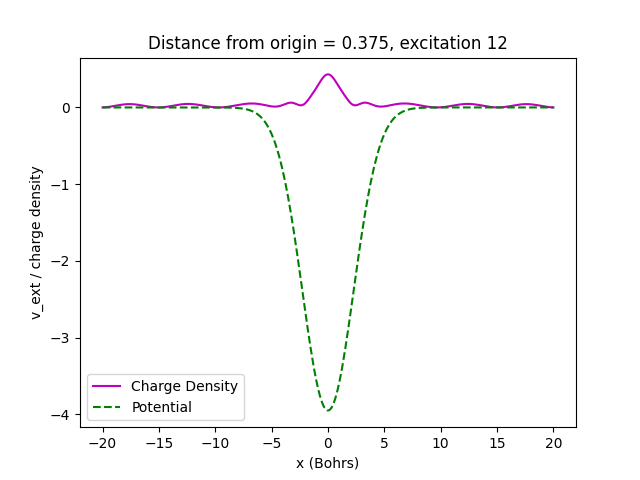 Distance from origin = 0.375, excitation 12
v_ext / charge density
0
−1
−2
−3
−4
Charge Density
Potential
−20
−15
−10
−5
0
5
10
15
20
x (Bohrs)